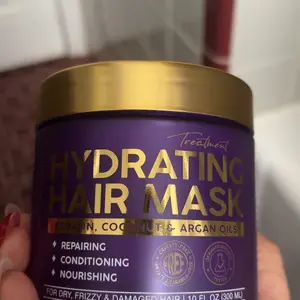 Treatment
HYDRATING
HAIR MASK
KERATIN, COCONUT & ARGAN OILS
REPAIRING
CONDITIONING
NOURISHING
FOR DRY, FRIZZY & DAMAGED HAIR | 10 FL OZ (300 ML)